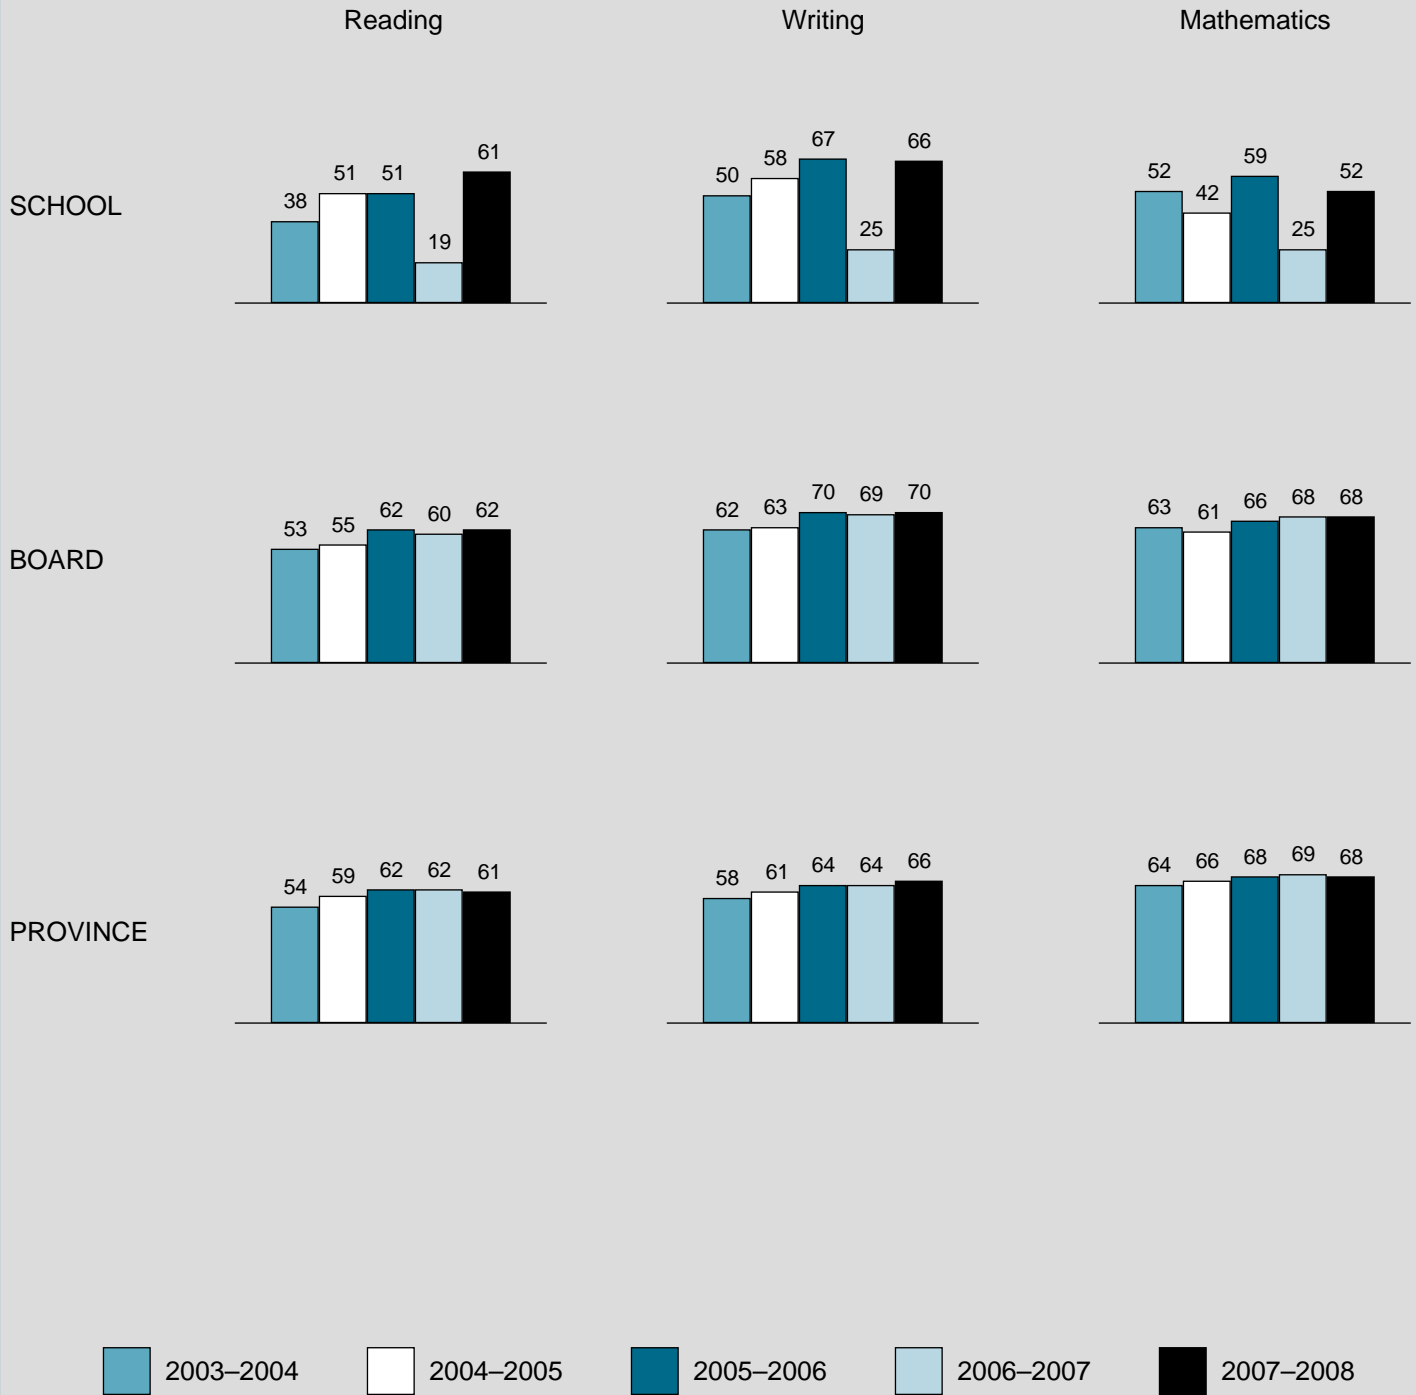 Reading Writing Mathematics
SCHOOL
38 51 51 19 61
50 58 67 25 66
52 42 59 25 52
BOARD
53 55 62 60 62
62 63 70 69 70
63 61 66 68 68
PROVINCE
54 59 62 62 61
58 61 64 64 66
64 66 68 69 68
2003–2004 2004–2005 2005–2006 2006–2007 2007–2008